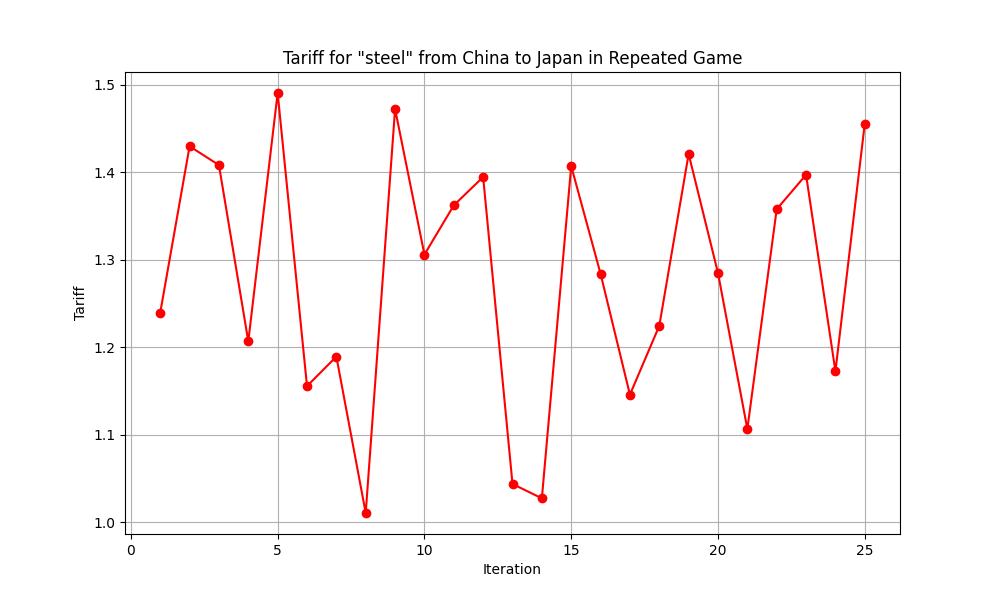 Tariff for "steel" from China to Japan in Repeated Game
Tariff
1.5
1.4
1.3
1.2
1.1
1.0
0 5 10 15 20 25
Iteration